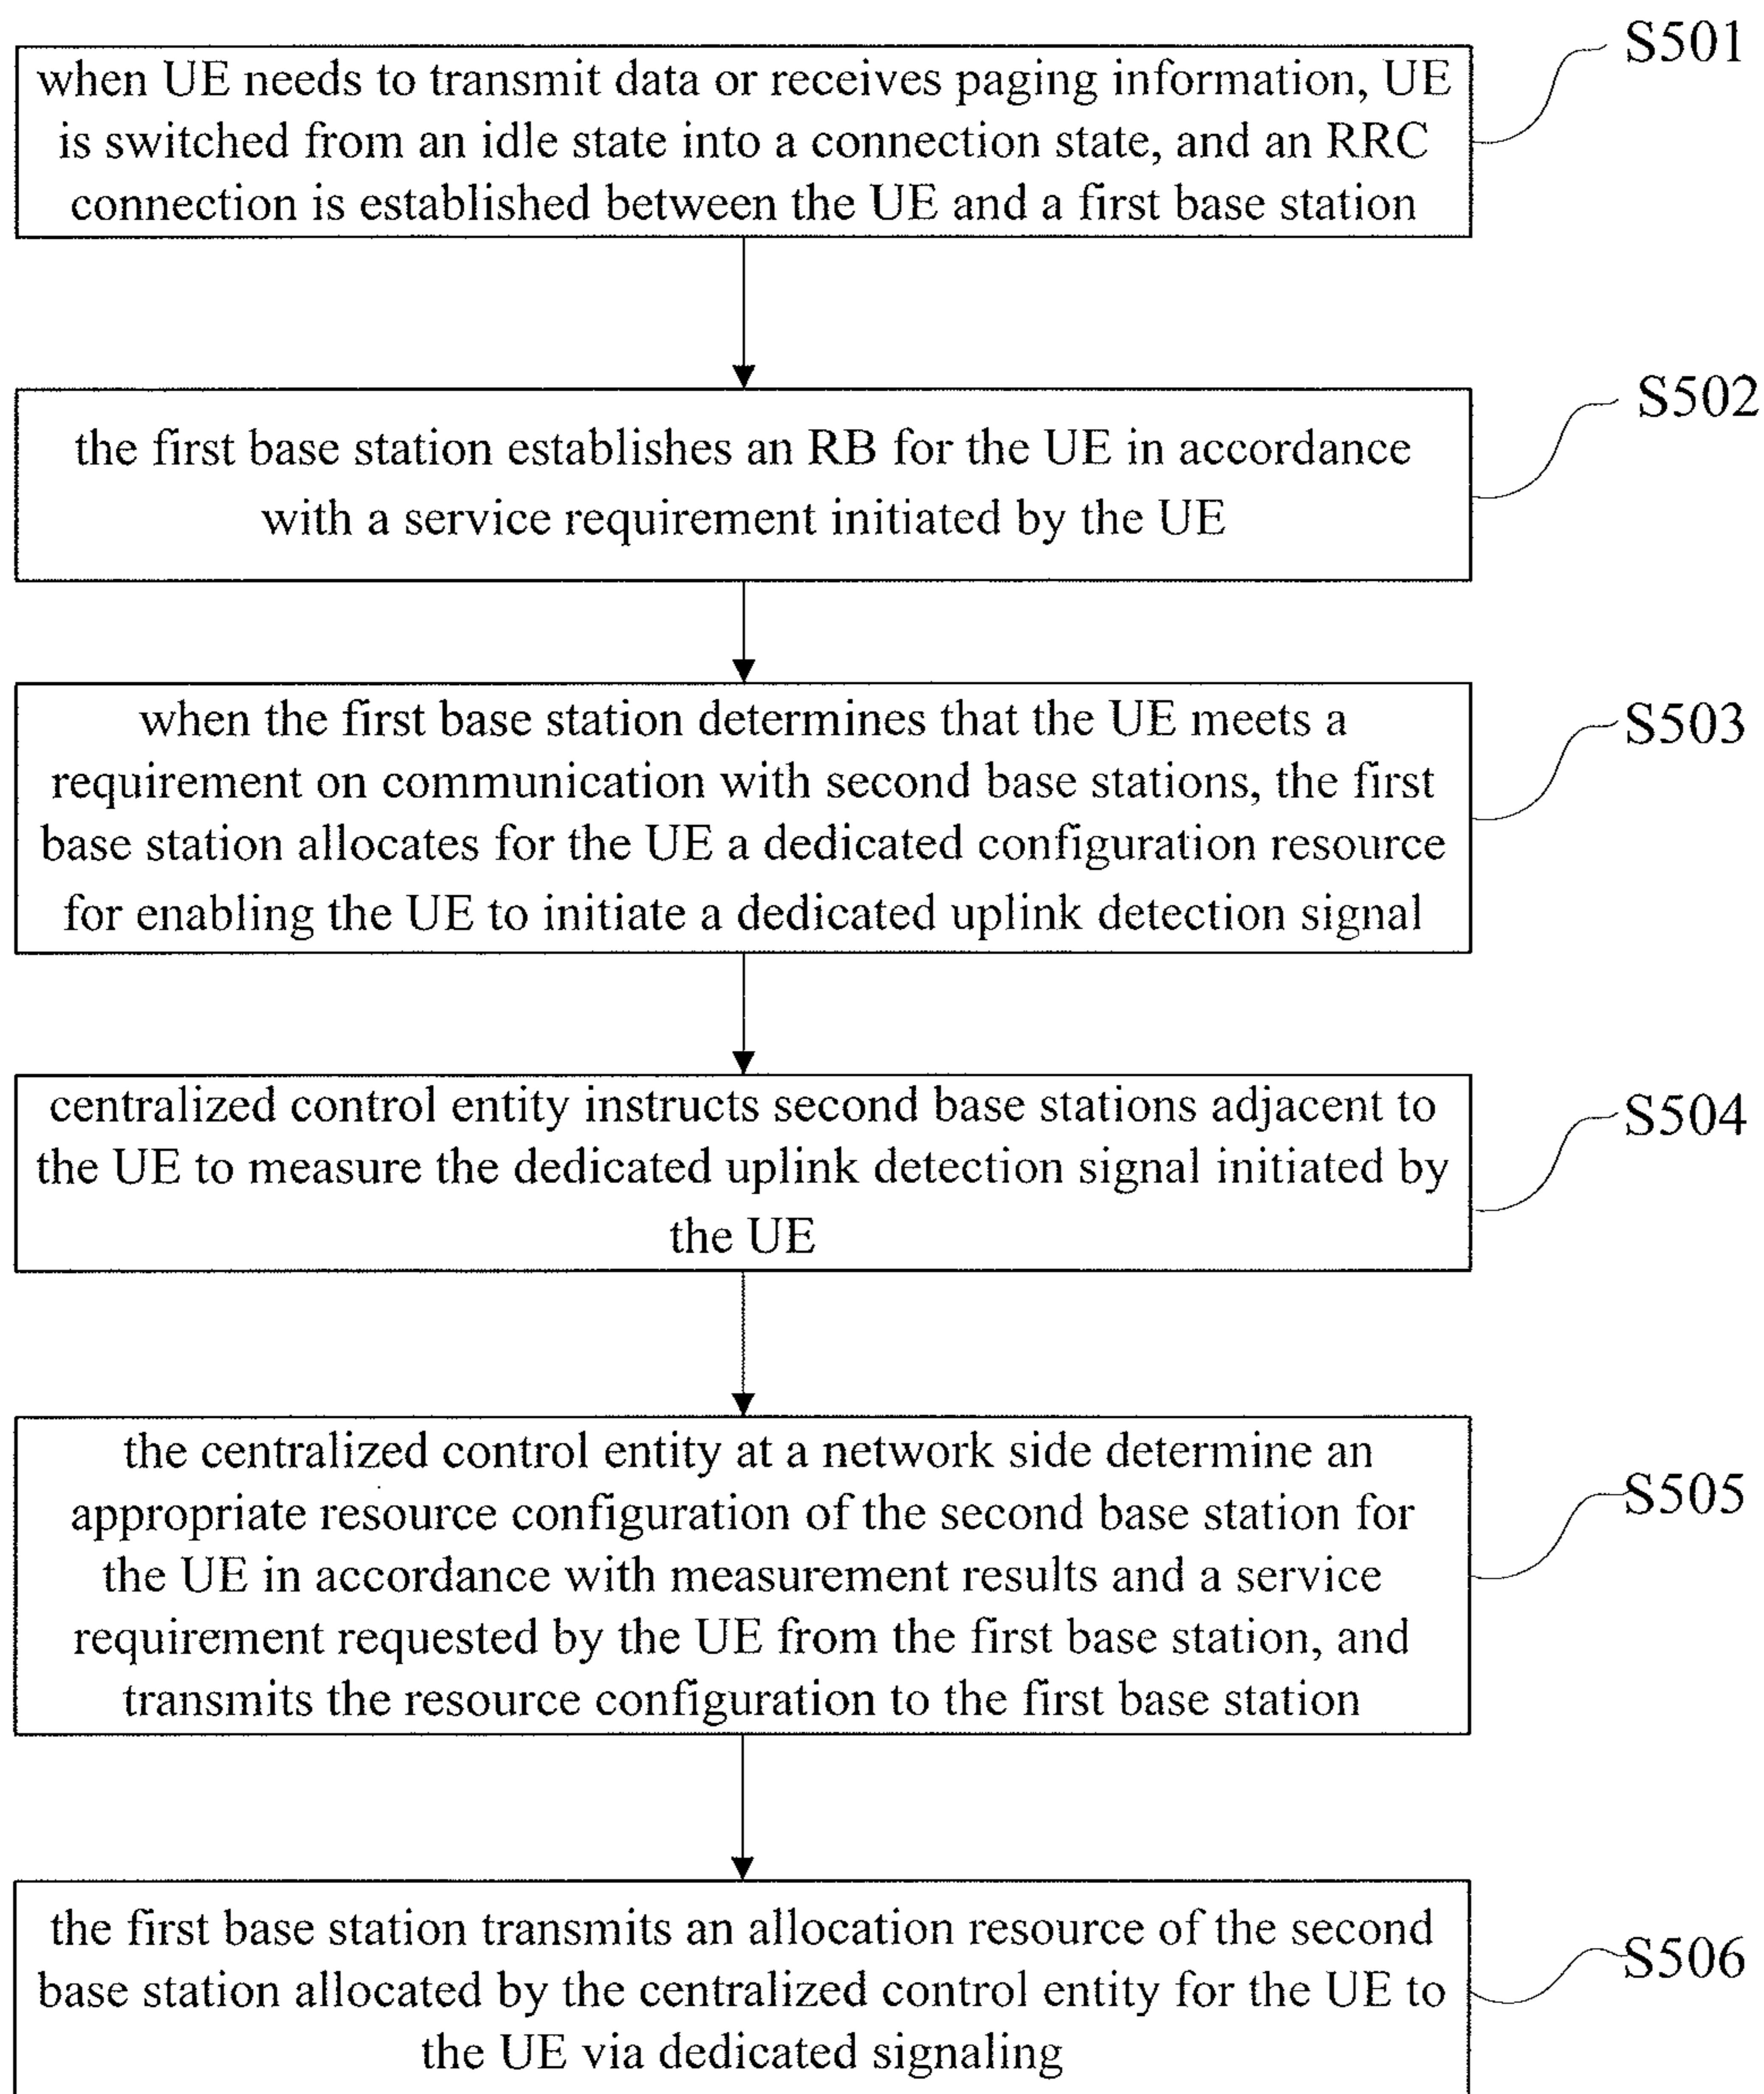 S501
when UE needs to transmit data or receives paging information, UE
is switched from an idle state into a connection state, and an RRC
connection is established between the UE and a first base station
S502
the first base station establishes an RB for the UE in accordance
with a service requirement initiated by the UE
S503
when the first base station determines that the UE meets a
requirement on communication with second base stations, the first
base station allocates for the UE a dedicated configuration resource
for enabling the UE to initiate a dedicated uplink detection signal
S504
centralized control entity instructs second base stations adjacent to
the UE to measure the dedicated uplink detection signal initiated by
the UE
S505
the centralized control entity at a network side determine an
appropriate resource configuration of the second base station for
the UE in accordance with measurement results and a service
requirement requested by the UE from the first base station, and
transmits the resource configuration to the first base station
S506
the first base station transmits an allocation resource of the second
base station allocated by the centralized control entity for the UE to
the UE via dedicated signaling